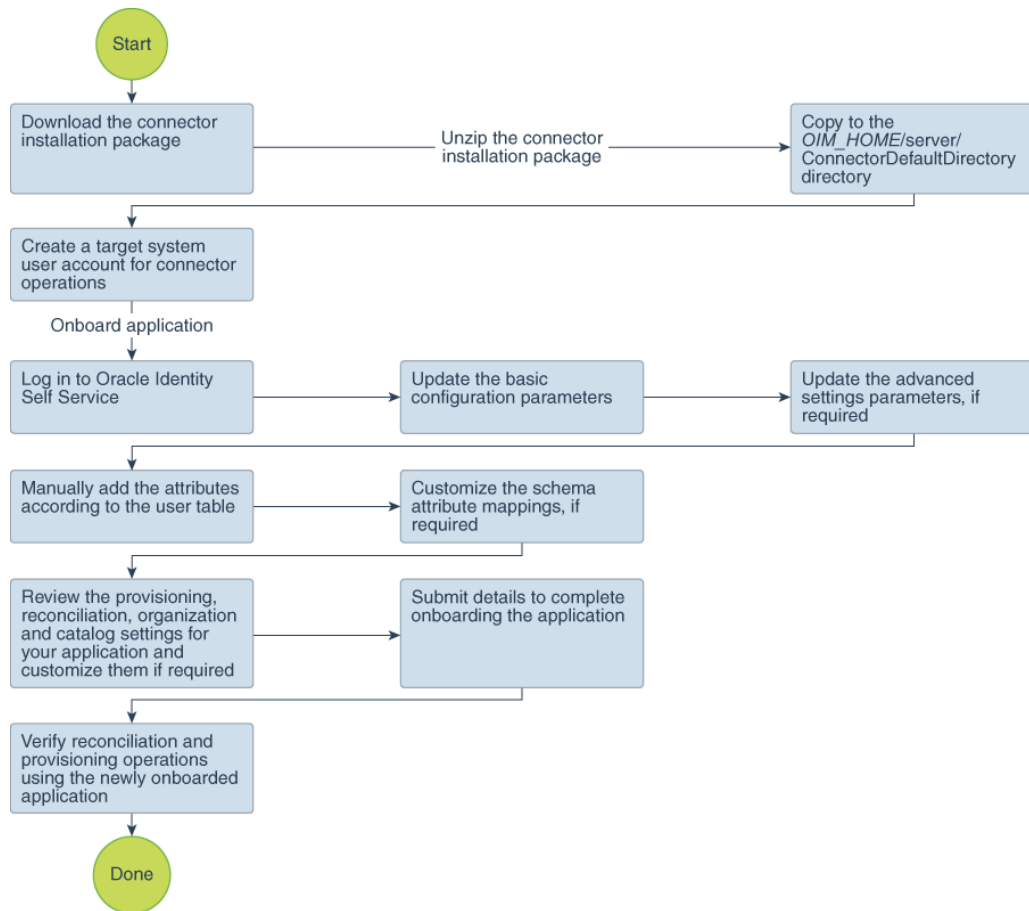 Start
Download the connector
installation package
Unzip the connector
installation package
Copy to the
OIM_HOME/server/
ConnectorDefaultDirectory
directory
Create a target system
user account for connector
operations
Onboard application
Log in to Oracle Identity
Self Service
Update the basic
configuration parameters
Update the advanced
settings parameters, if
required
Manually add the attributes
according to the user table
Customize the schema
attribute mappings, if
required
Review the provisioning,
reconciliation, organization
and catalog settings for
your application and
customize them if required
Submit details to complete
onboarding the application
Verify reconciliation and
provisioning operations
using the newly onboarded
application
Done